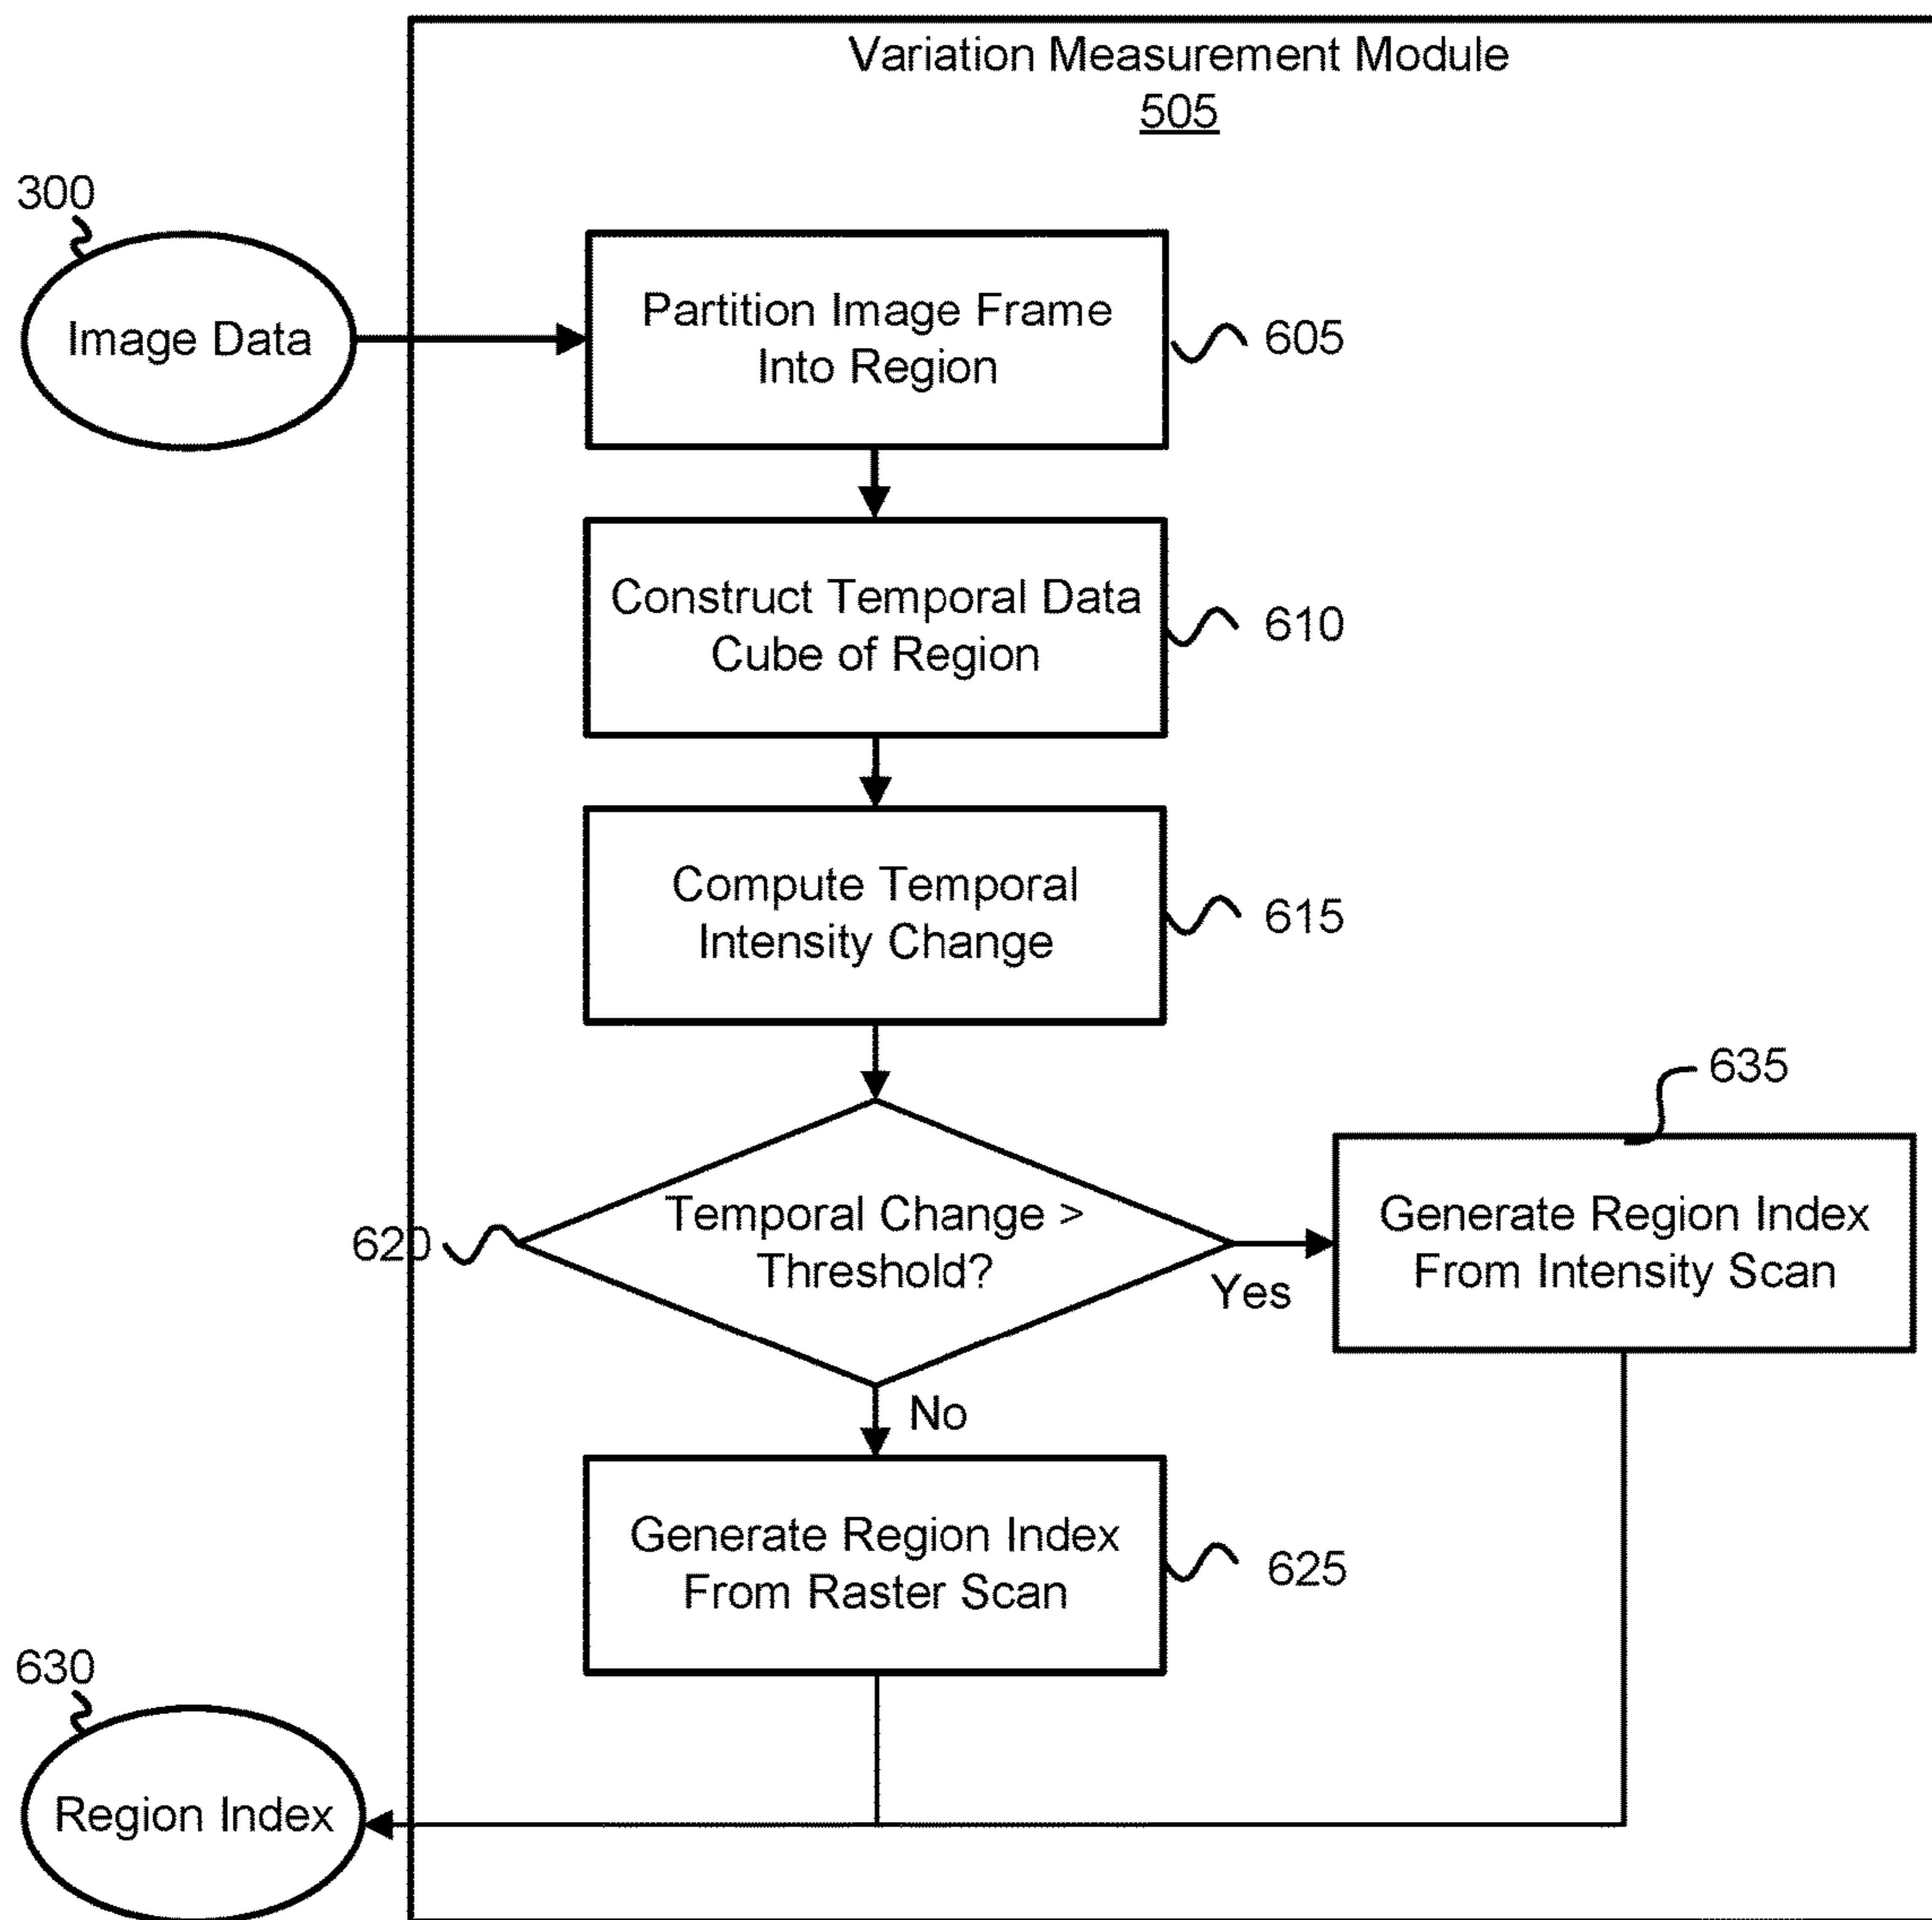 Variation Measurement Module
505
300
Image Data
Partition Image Frame
Into Region
605
Construct Temporal Data
Cube of Region
610
Compute Temporal
Intensity Change
615
635
620
Temporal Change >
Threshold?
Yes
Generate Region Index
From Intensity Scan
No
Generate Region Index
From Raster Scan
625
630
Region Index